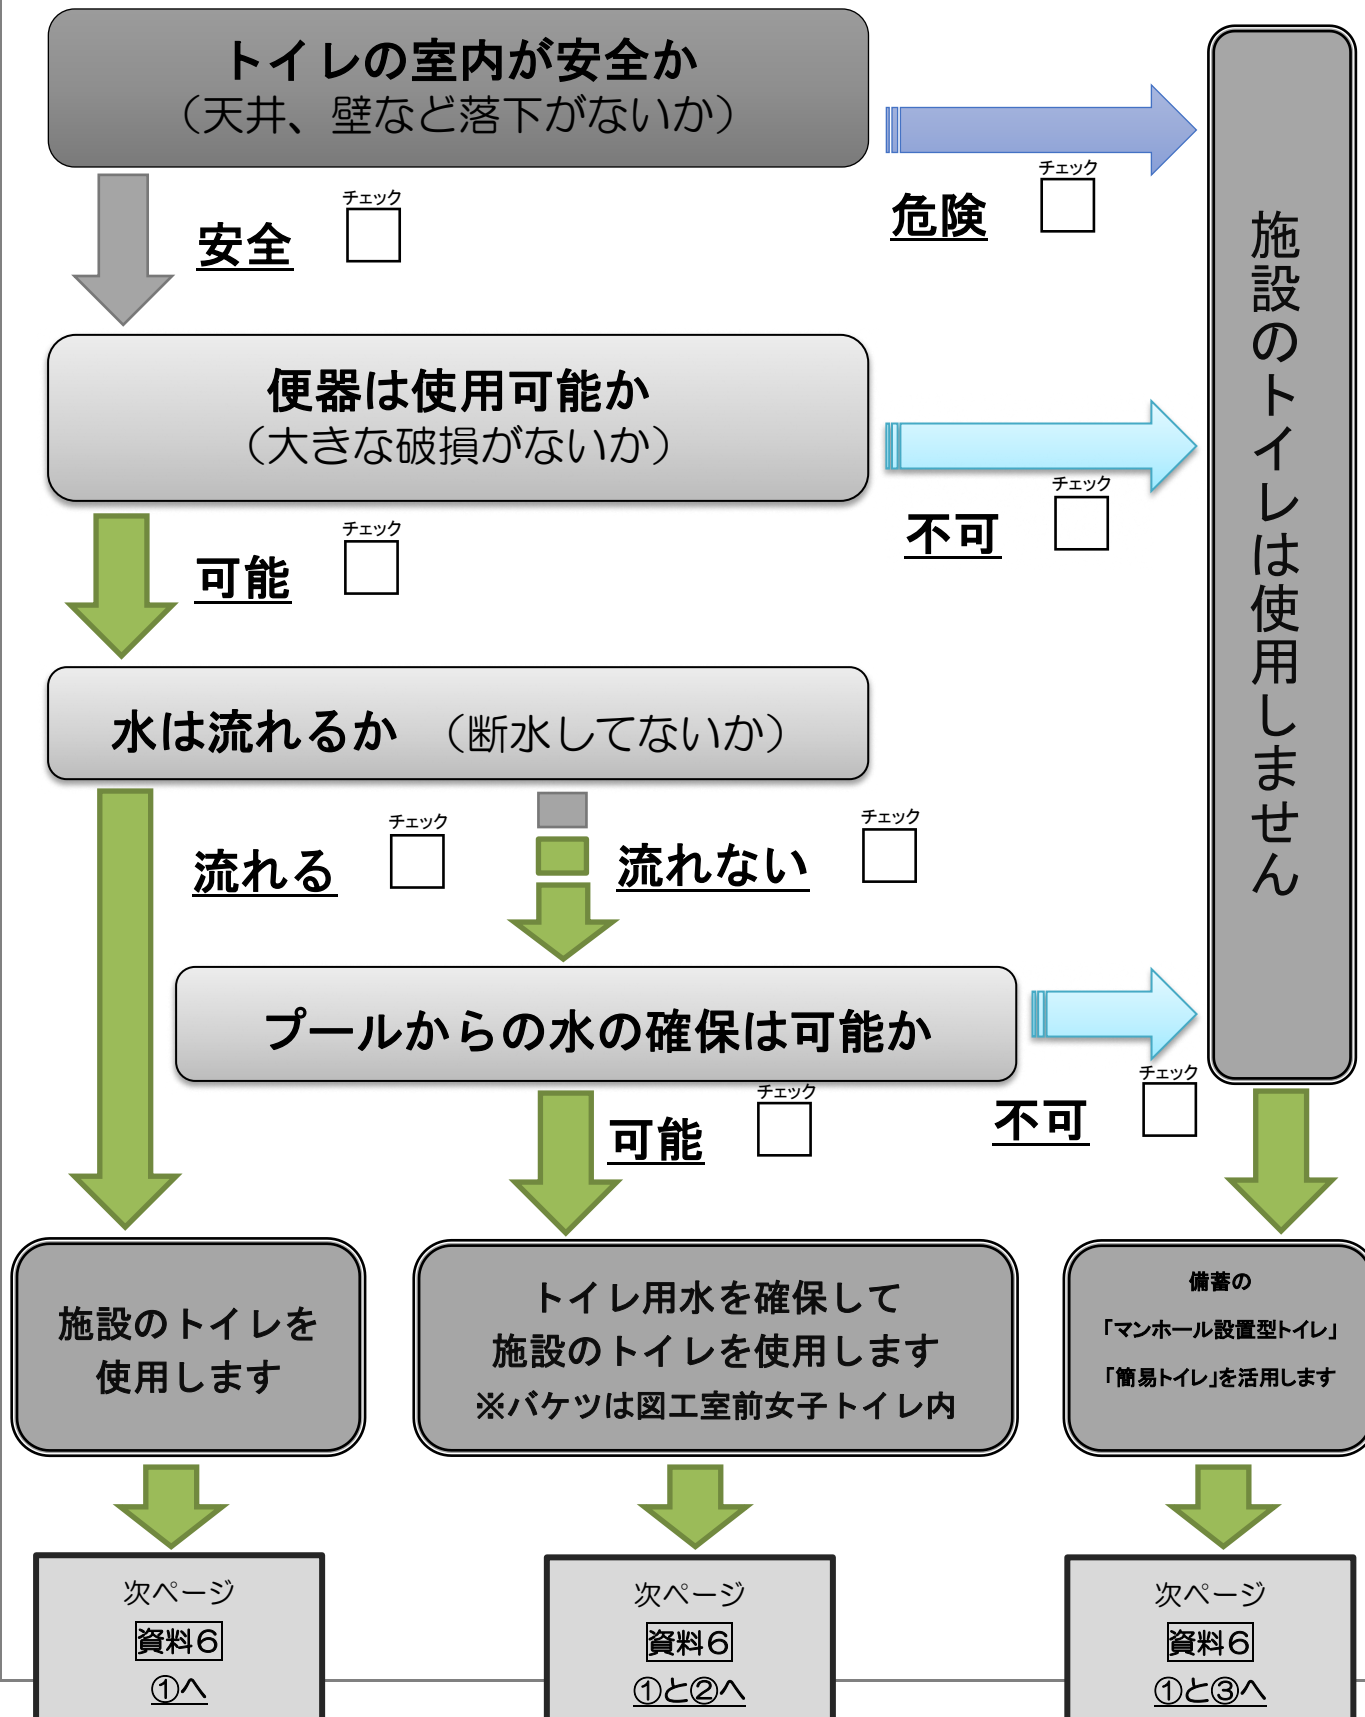 トイレの室内が安全か
（天井、壁など落下がないか）
チェック
安全
チェック
危険
施設のトイレは使用しません
便器は使用可能か
（大きな破損がないか）
チェック
可能
チェック
不可
水は流れるか （断水してないか）
チェック
流れる
チェック
流れない
プールからの水の確保は可能か
チェック
可能
チェック
不可
施設のトイレを
使用します
トイレ用水を確保して
施設のトイレを使用します
※バケツは図工室前女子トイレ内
備蓄の
「マンホール設置型トイレ」
「簡易トイレ」を活用します
次ページ
資料６
①へ
次ページ
資料６
①と②へ
次ページ
資料６
①と③へ